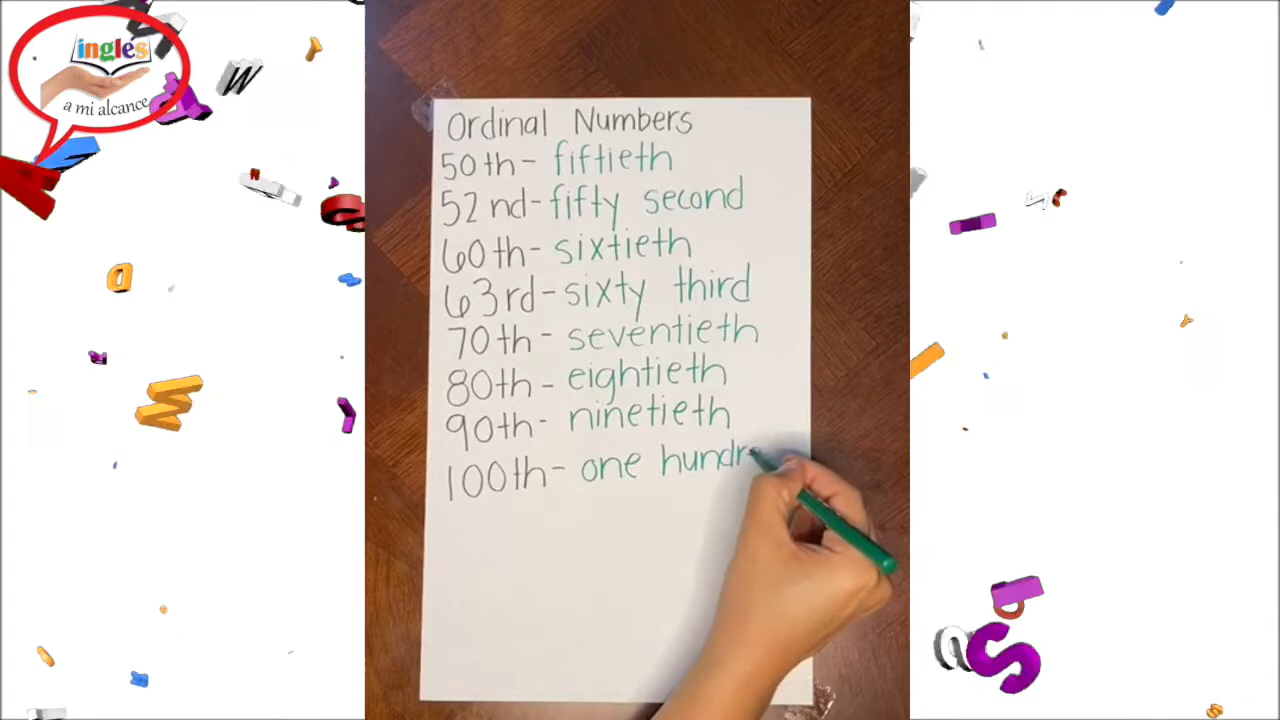 inglés
a mi alcance
Ordinal Numbers
50th- fiftieth
52nd- fifty second
60th- sixtieth
63rd- sixty third
70th- seventieth
80th- eightieth
90th- ninetieth
100th- one hundr